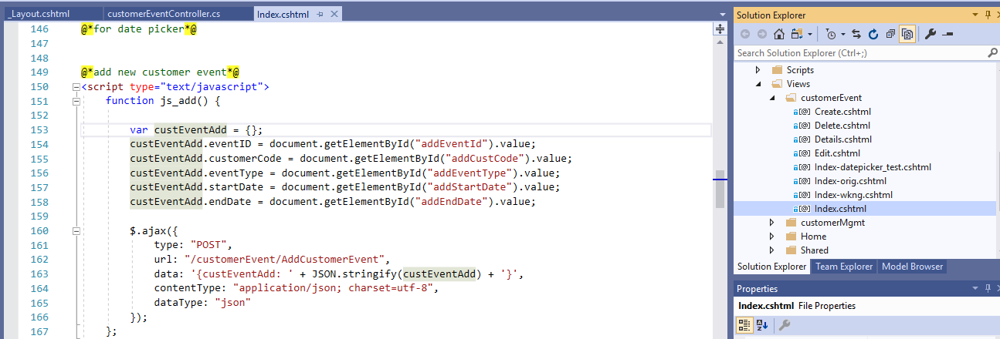 _Layout.cshtml customerEventController.cs Index.cshtml
146 @*for date picker*@
147
148
149 @*add new customer event*@
150 <script type="text/javascript">
151 function js_add() {
152
153 var custEventAdd = {};
154 custEventAdd.eventID = document.getElementById("addEventId").value;
155 custEventAdd.customerCode = document.getElementById("addCustCode").value;
156 custEventAdd.eventType = document.getElementById("addEventType").value;
157 custEventAdd.startDate = document.getElementById("addStartDate").value;
158 custEventAdd.endDate = document.getElementById("addEndDate").value;
159
160 $.ajax({
161 type: "POST",
162 url: "/customerEvent/AddCustomerEvent",
163 data: '{custEventAdd: ' + JSON.stringify(custEventAdd) + '}',
164 contentType: "application/json; charset=utf-8",
165 dataType: "json"
166 });
167 };
Solution Explorer
Search Solution Explorer (Ctrl+;)
Scripts
Views
customerEvent
Create.cshtml
Delete.cshtml
Details.cshtml
Edit.cshtml
Index-datepicker_test.cshtml
Index-orig.cshtml
Index-wkng.cshtml
Index.cshtml
customerMgmt
Home
Shared
Solution Explorer Team Explorer Model Browser
Properties
Index.cshtml File Properties